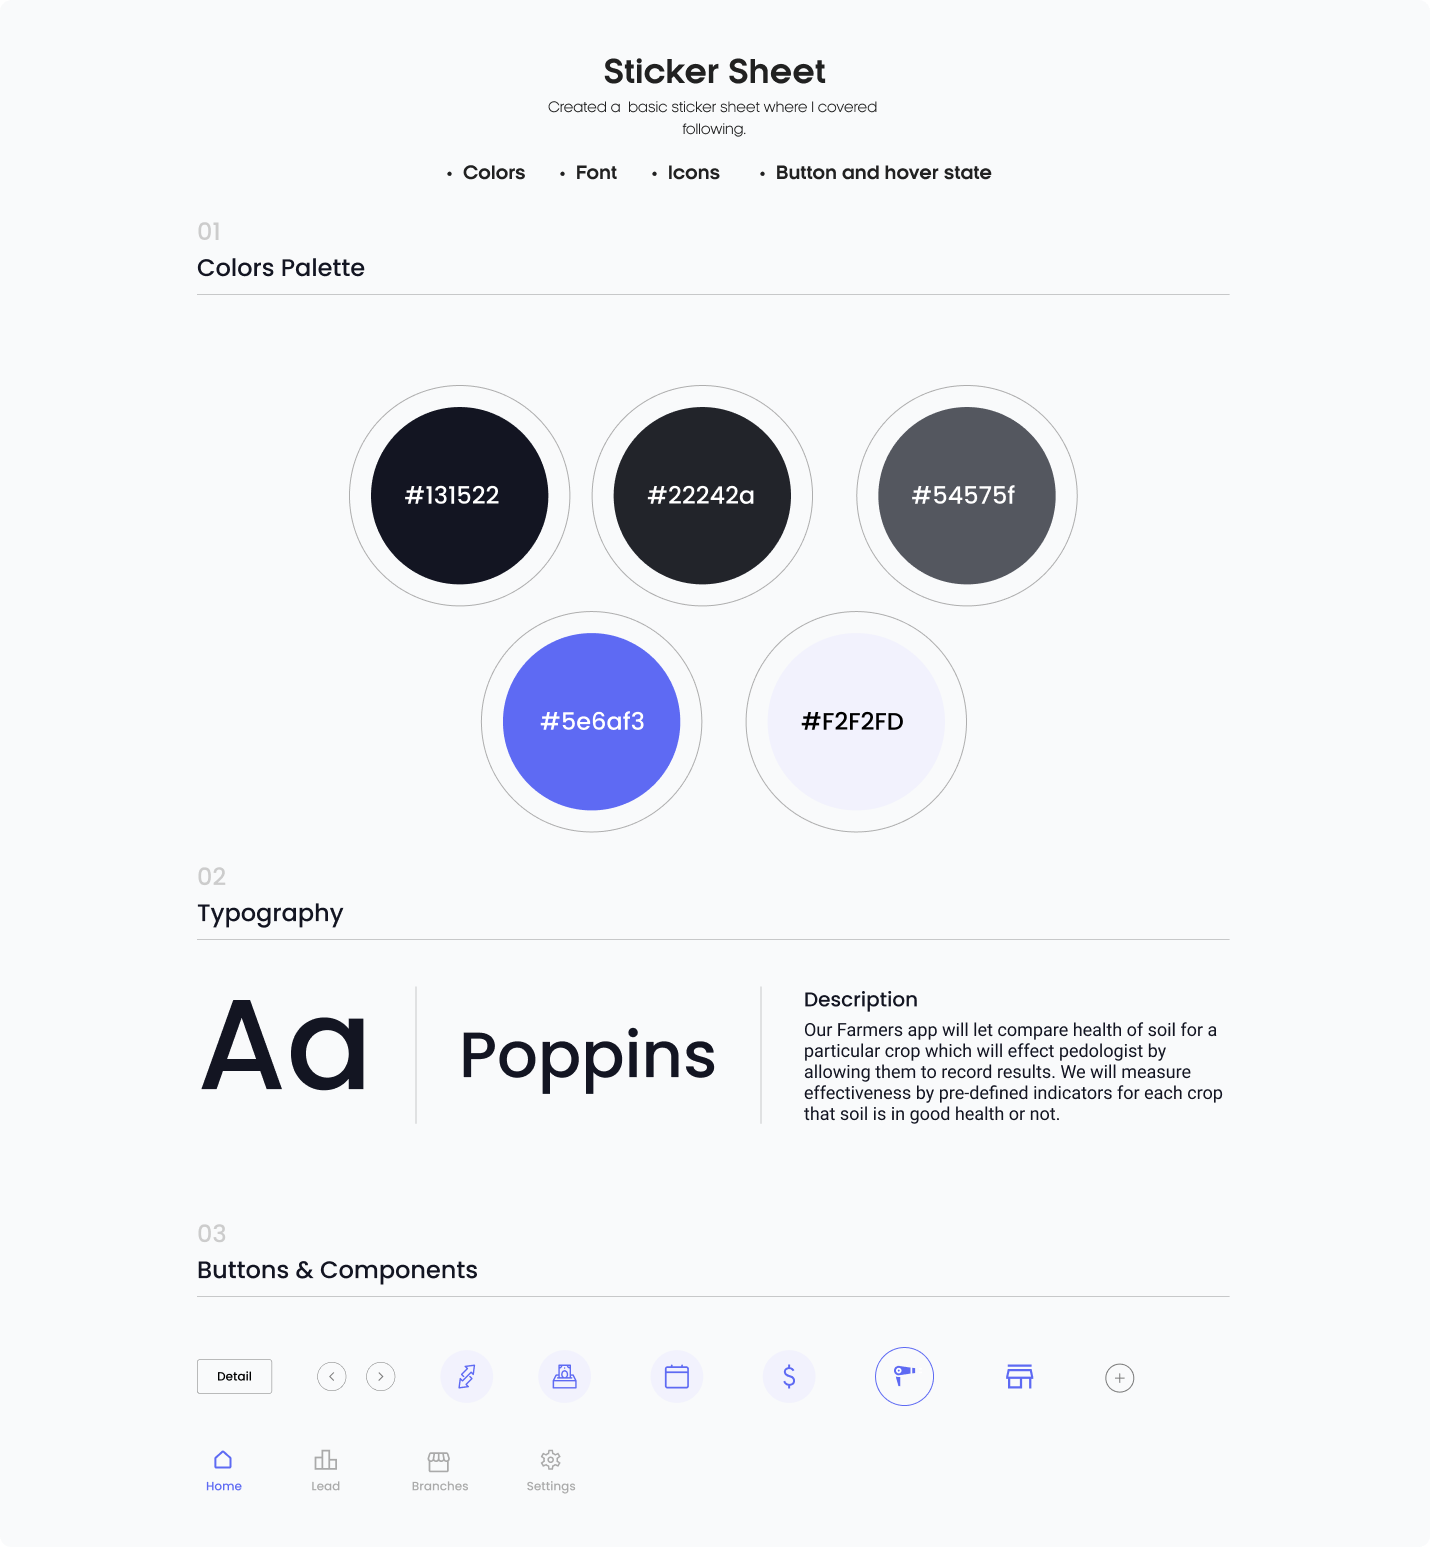 Sticker Sheet
Created a  basic sticker sheet where I covered
following.
• Colors • Font • Icons • Button and hover state
01
Colors Palette
#131522 #22242a #54575f
#5e6af3 #F2F2FD
02
Typography
Aa
Poppins
Description
Our Farmers app will let compare health of soil for a
particular crop which will effect pedologist by
allowing them to record results. We will measure
effectiveness by pre-defined indicators for each crop
that soil is in good health or not.
03
Buttons & Components
Detail
Home Lead Branches Settings